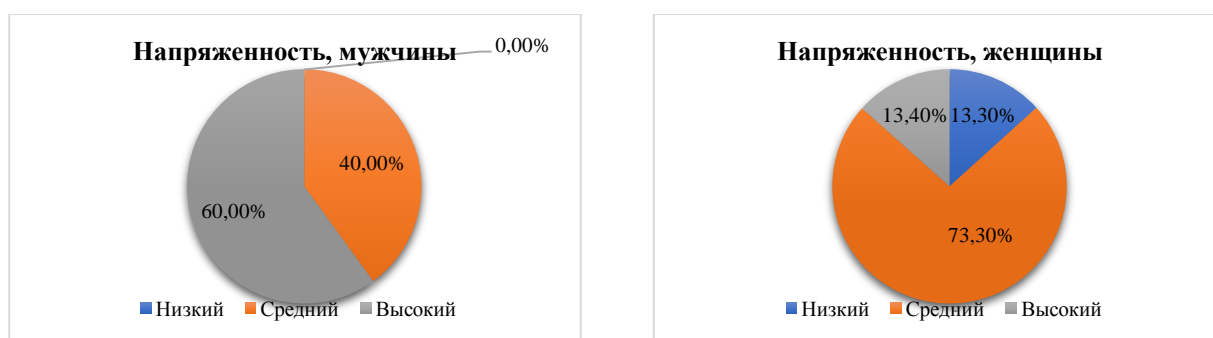 Напряженность, мужчины
0,00%
40,00%
60,00%
Низкий Средний Высокий
Напряженность, женщины
13,40% 13,30%
73,30%
Низкий Средний Высокий